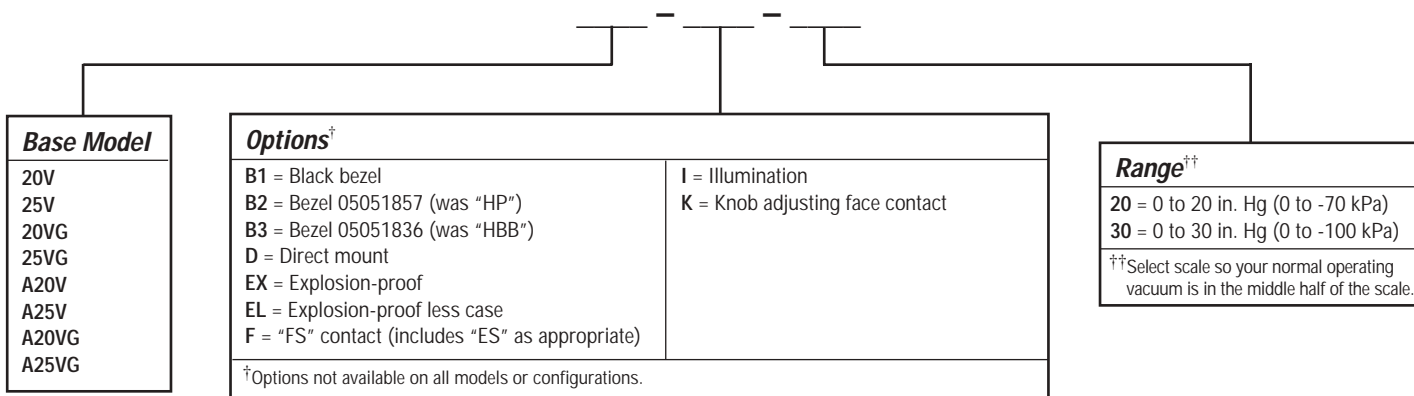 ____ – ____ – ____
Base Model
20V
25V
20VG
25VG
A20V
A25V
A20VG
A25VG
Options†
B1 = Black bezel
B2 = Bezel 05051857 (was “HP”)
B3 = Bezel 05051836 (was “HBB”)
D = Direct mount
EX = Explosion-proof
EL = Explosion-proof less case
F = “FS” contact (includes “ES” as appropriate)
I = Illumination
K = Knob adjusting face contact
†Options not available on all models or configurations.
Range††
20 = 0 to 20 in. Hg (0 to -70 kPa)
30 = 0 to 30 in. Hg (0 to -100 kPa)
††Select scale so your normal operating
vacuum is in the middle half of the scale.